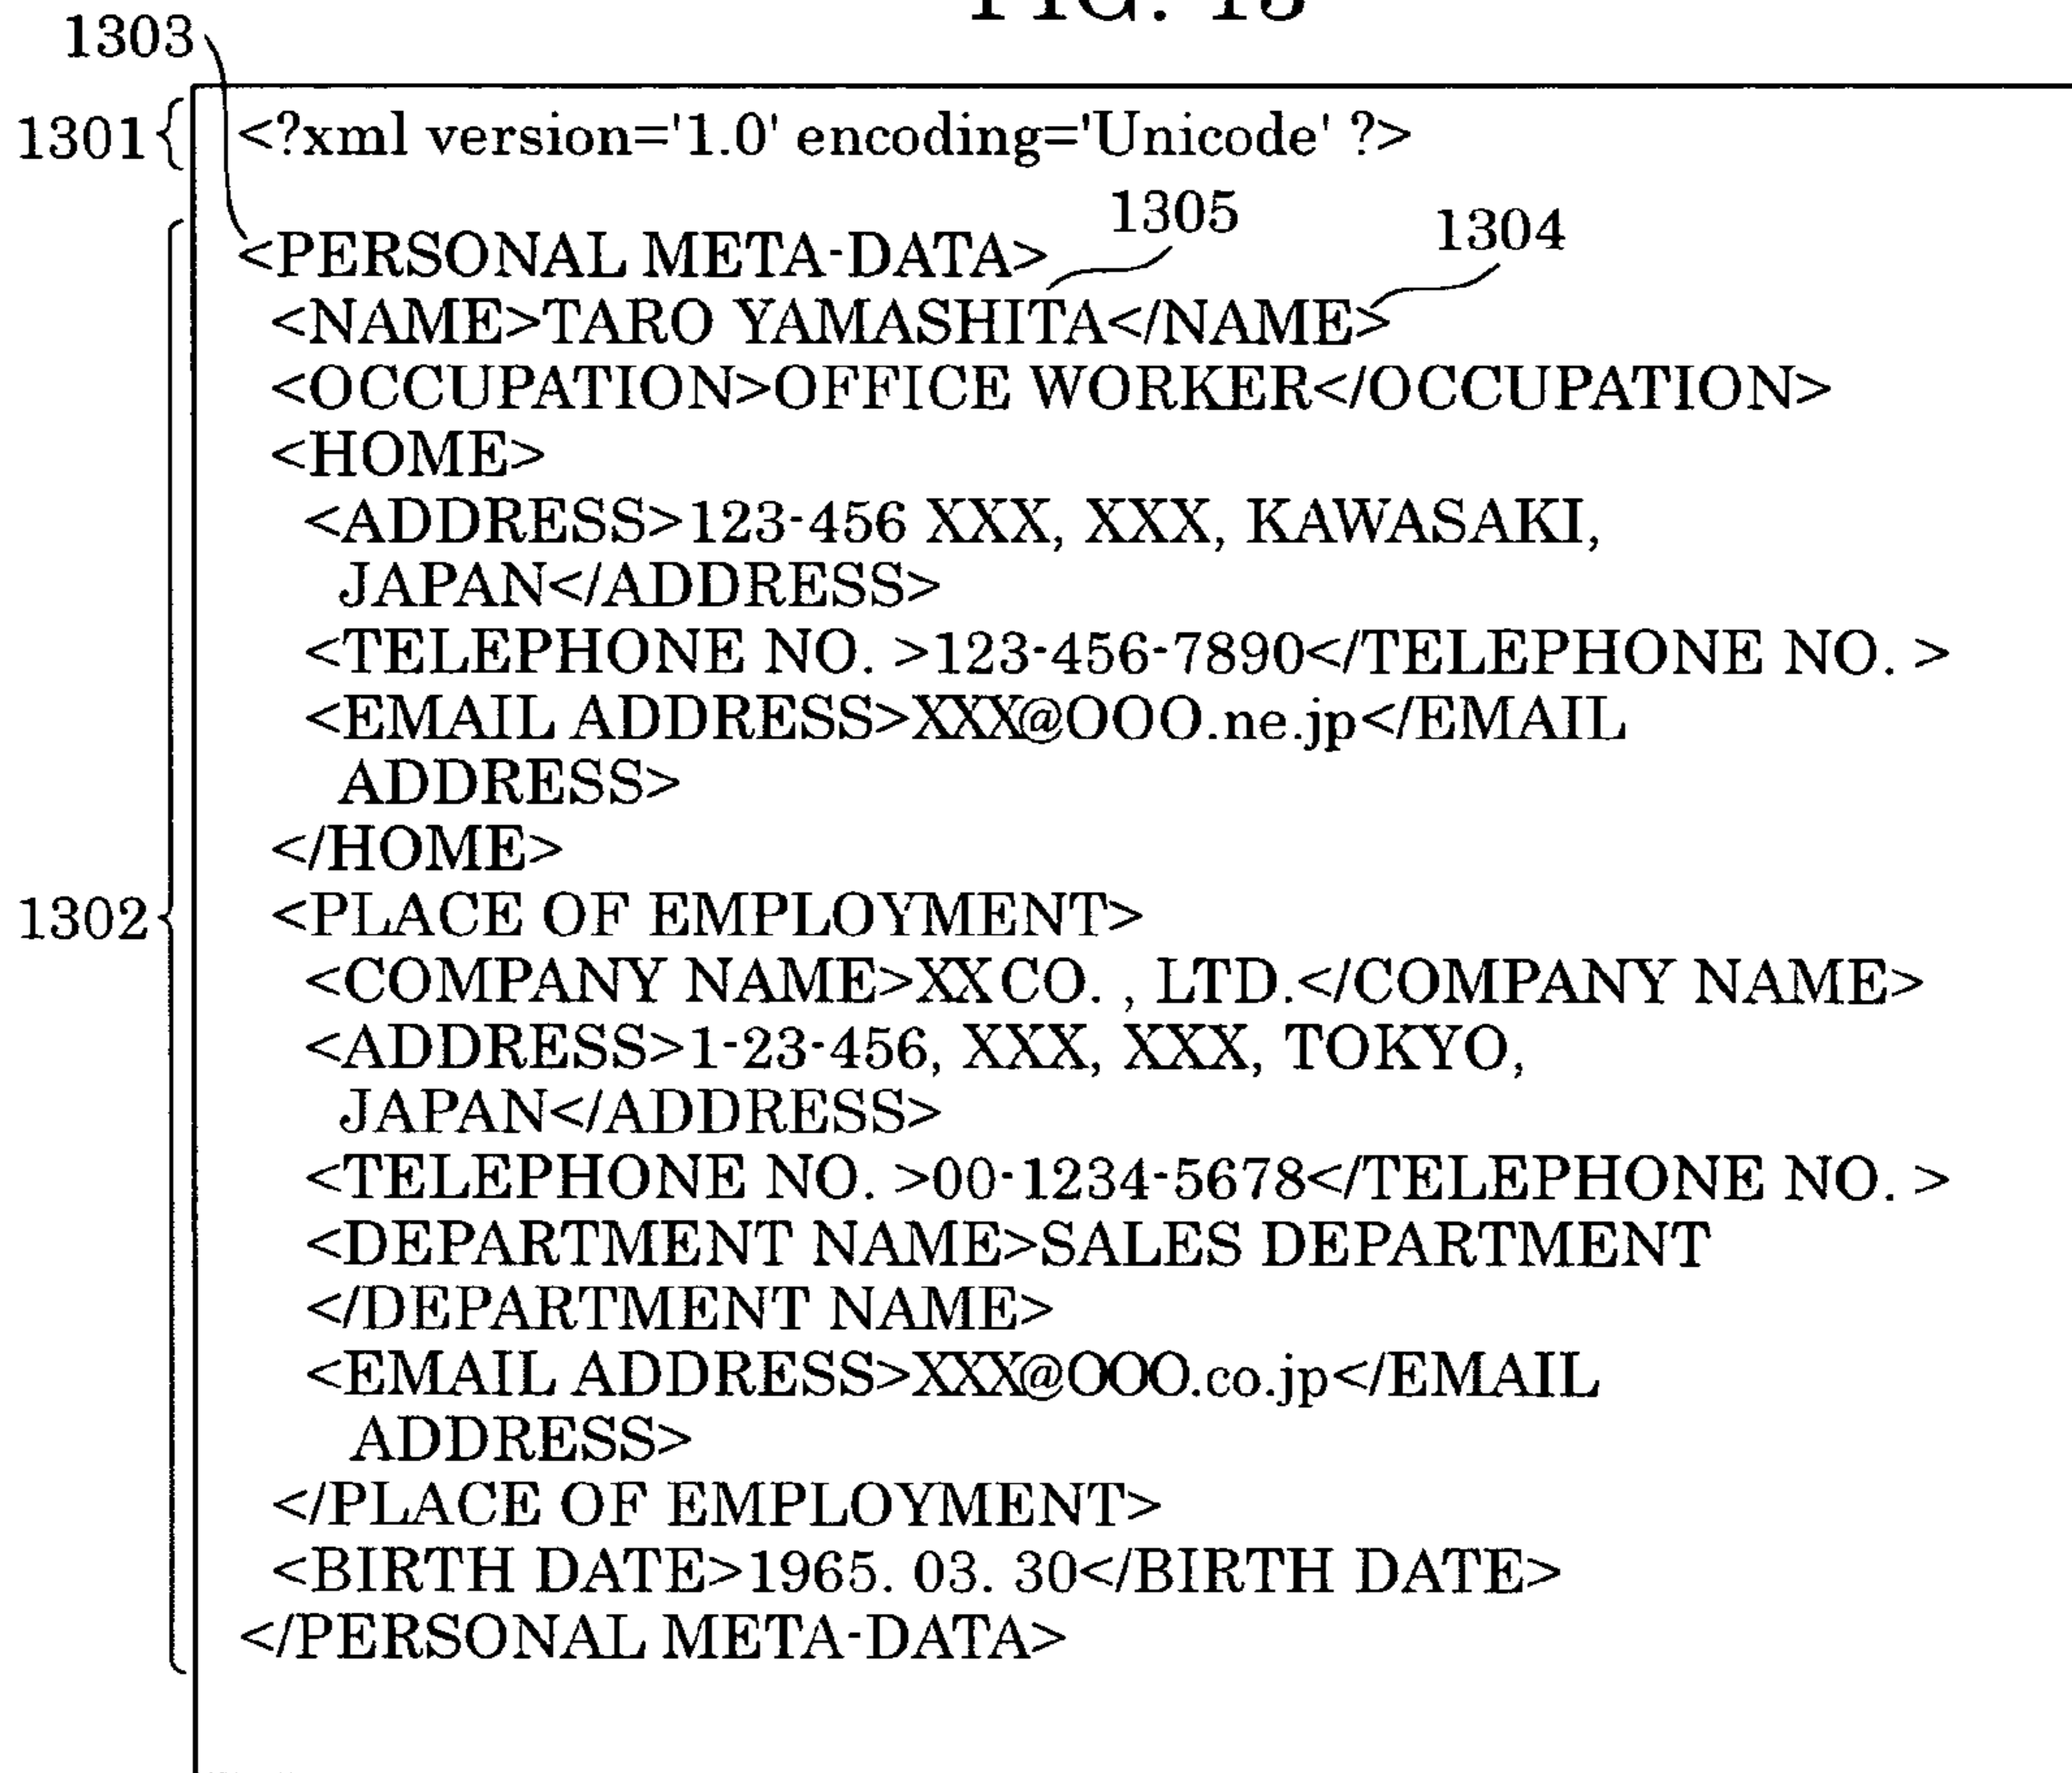 FIG. 13
1303
1301
<?xml version='1.0' encoding='Unicode' ?>
1305
1304
<PERSONAL META-DATA>
<NAME>TARO YAMASHITA</NAME>
<OCCUPATION>OFFICE WORKER</OCCUPATION>
<HOME>
<ADDRESS>123-456 XXX, XXX, KAWASAKI,
JAPAN</ADDRESS>
<TELEPHONE NO. >123-456-7890</TELEPHONE NO. >
<EMAIL ADDRESS>XXX@OOO.ne.jp</EMAIL
ADDRESS>
</HOME>
1302
<PLACE OF EMPLOYMENT>
<COMPANY NAME>XX CO. , LTD.</COMPANY NAME>
<ADDRESS>1-23-456, XXX, XXX, TOKYO,
JAPAN</ADDRESS>
<TELEPHONE NO. >00-1234-5678</TELEPHONE NO. >
<DEPARTMENT NAME>SALES DEPARTMENT
</DEPARTMENT NAME>
<EMAIL ADDRESS>XXX@OOO.co.jp</EMAIL
ADDRESS>
</PLACE OF EMPLOYMENT>
<BIRTH DATE>1965. 03. 30</BIRTH DATE>
</PERSONAL META-DATA>